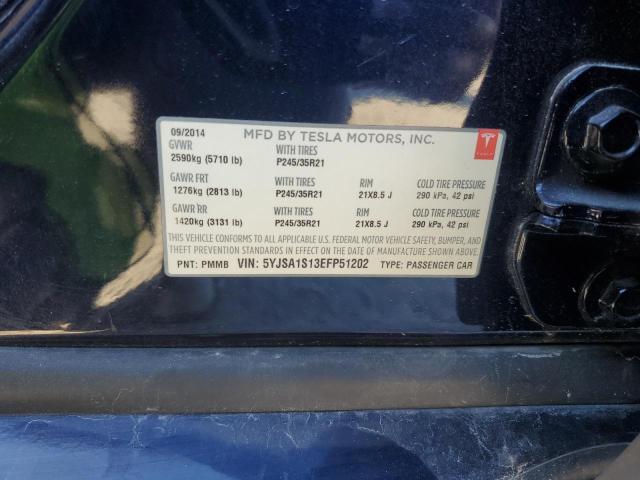 09/2014 MFD BY TESLA MOTORS, INC.
GVWR WITH TIRES
2590kg (5710 lb) P245/35R21
TESLA
GAWR FRT WITH TIRES RIM COLD TIRE PRESSURE
1276kg (2813 lb) P245/35R21 21X8.5 J 290 kPa, 42 psi
GAWR RR WITH TIRES RIM COLD TIRE PRESSURE
1420kg (3131 lb) P245/35R21 21X8.5 J 290 kPa, 42 psi
THIS VEHICLE CONFORMS TO ALL APPLICABLE U.S. FEDERAL MOTOR VEHICLE SAFETY, BUMPER, AND
THEFT PREVENTION STANDARDS IN EFFECT ON THE DATE OF MANUFACTURE SHOWN ABOVE.
PNT: PMMB VIN: 5YJSA1S13EFP51202 TYPE: PASSENGER CAR